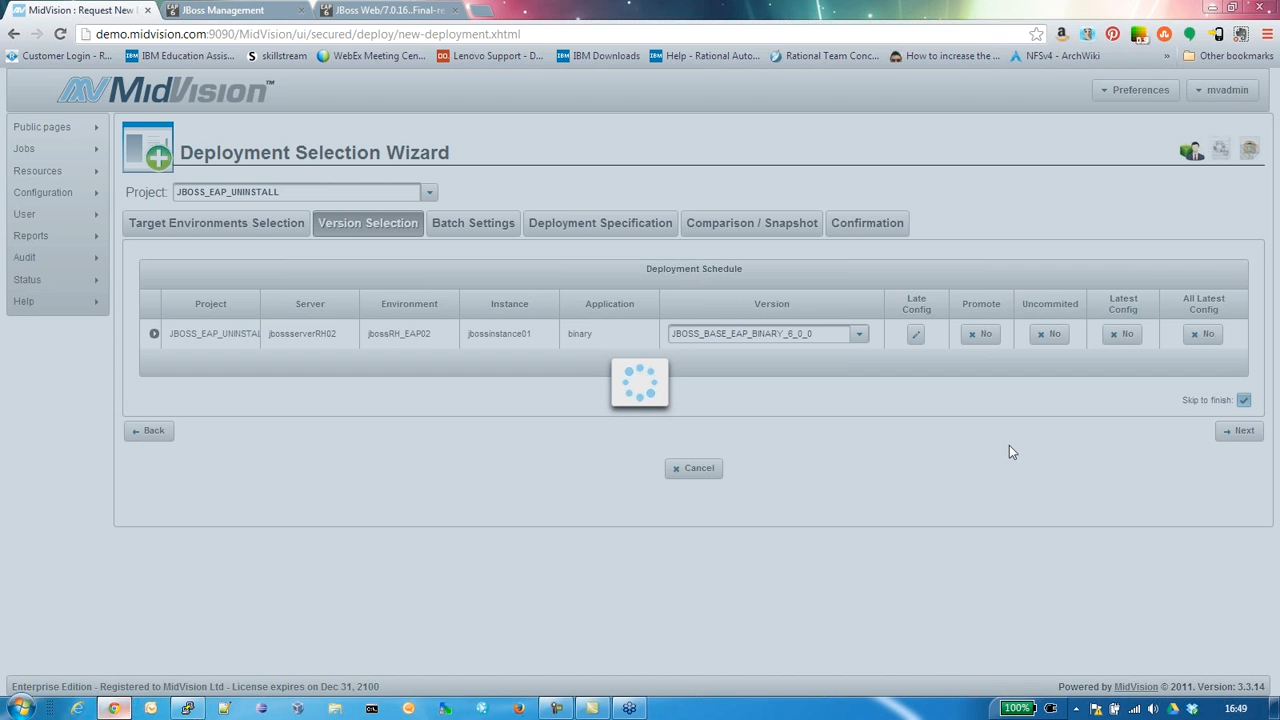 MidVision : Request New
EAP 6 JBoss Management
EAP 6 JBoss Web/7.0.16..Final-re
demo.midvision.com:9090/MidVision/ui/secured/deploy/new-deployment.xhtml
Customer Login - R... IBM Education Assis... skillstream WebEx Meeting Cen... Lenovo Support - D... IBM Downloads Help - Rational Auto... Rational Team Conc... How to increase the ... NFSv4 - ArchWiki » Other bookmarks
MidVision™
Preferences
mvadmin
Public pages
Jobs
Resources
Configuration
User
Reports
Audit
Status
Help
Deployment Selection Wizard
Project: JBOSS_EAP_UNINSTALL
Target Environments Selection Version Selection Batch Settings Deployment Specification Comparison / Snapshot Confirmation
Deployment Schedule
Project Server Environment Instance Application Version Late Config Promote Uncommitted Latest Config All Latest Config
JBOSS_EAP_UNINSTAL jbossserverRH02 jbossRH_EAP02 jbossinstance01 binary JBOSS_BASE_EAP_BINARY_6_0_0 No No No No
Skip to finish:
Back
Next
Cancel
Enterprise Edition - Registered to MidVision Ltd - License expires on Dec 31, 2100
Powered by MidVision © 2011. Version: 3.3.14
100%
16:49